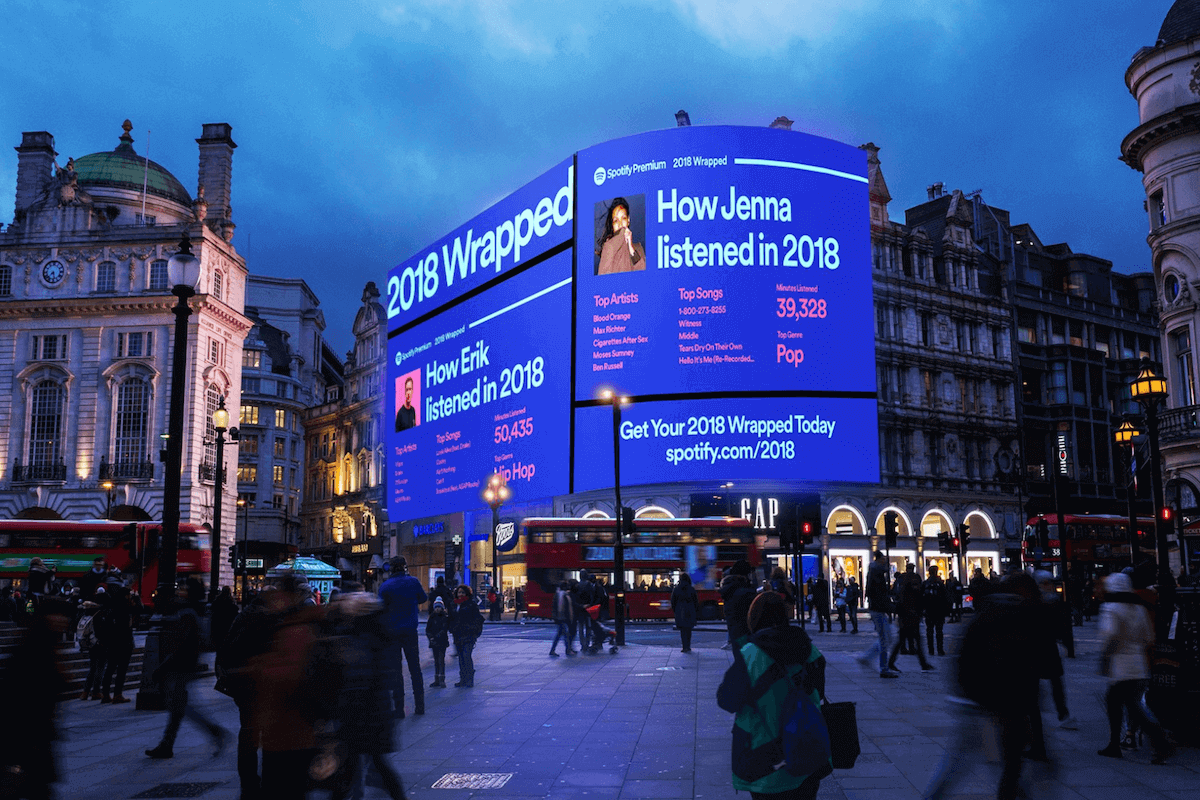 2018 Wrapped
Spotify Premium 2018 Wrapped
How Jenna
listened in 2018
Top Artists
Blood Orange
Max Richter
Cigarettes After Sex
Moses Sumney
Ben Russell
Top Songs
1-800-273-8255
Witness
Middle
Tears Dry On Their Own
Hello It's Me (Re-Recorded...
Minutes Listened
39,328
Top Genre
Pop
Spotify Premium 2018 Wrapped
How Erik
listened in 2018
Top Artists
Drake
Top Songs
Minutes Listened
50,435
Top Genre
Hip Hop
Get Your 2018 Wrapped Today
spotify.com/2018
GAP
Boots